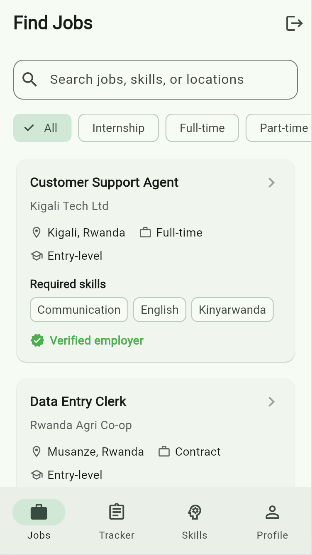 Find Jobs
Search jobs, skills, or locations
All Internship Full-time Part-time
Customer Support Agent
Kigali Tech Ltd
Kigali, Rwanda Full-time
Entry-level
Required skills
Communication English Kinyarwanda
Verified employer
Data Entry Clerk
Rwanda Agri Co-op
Musanze, Rwanda Contract
Entry-level
Jobs Tracker Skills Profile